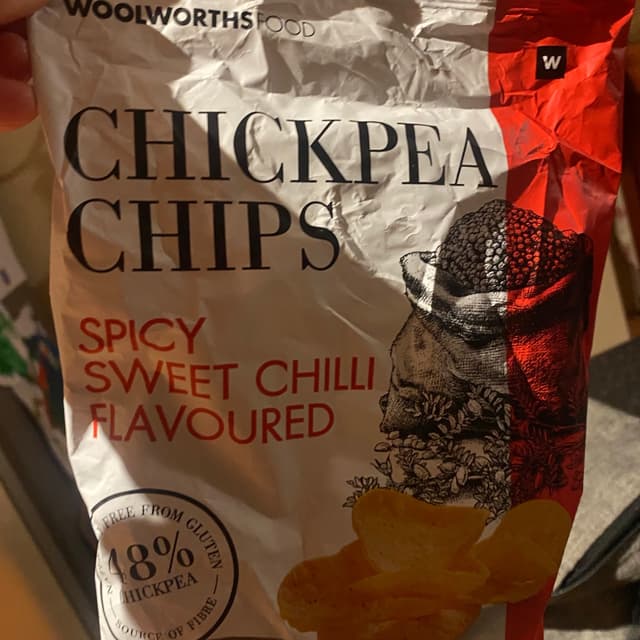 WOOLWORTHS FOOD
W
CHICKPEA
CHIPS
SPICY
SWEET CHILLI
FLAVOURED
FREE FROM GLUTEN
48%
CHICKPEA
SOURCE OF FIBRE